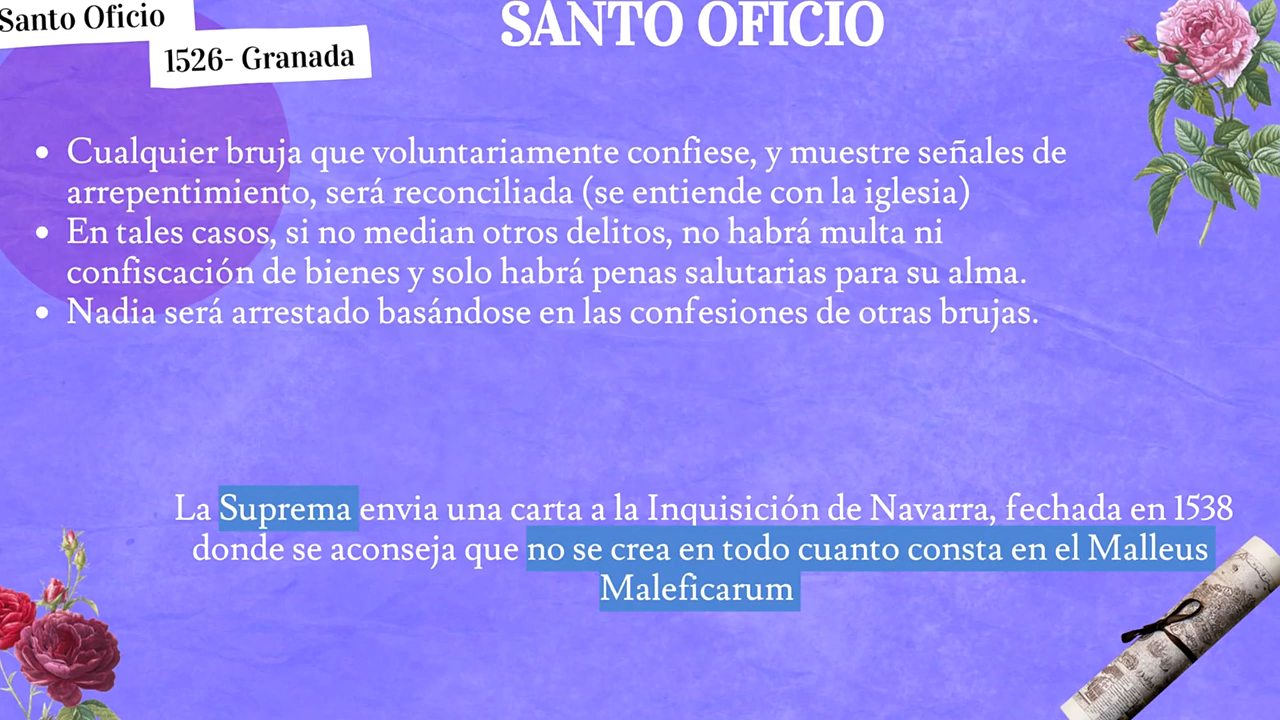 Santo Oficio
1526- Granada
SANTO OFICIO
• Cualquier bruja que voluntariamente confiese, y muestre señales de
arrepentimiento, será reconciliada (se entiende con la iglesia)
• En tales casos, si no median otros delitos, no habrá multa ni
confiscación de bienes y solo habrá penas salutarias para su alma.
• Nadia será arrestado basándose en las confesiones de otras brujas.
La Suprema envia una carta a la Inquisición de Navarra, fechada en 1538
donde se aconseja que no se crea en todo cuanto consta en el Malleus
Maleficarum